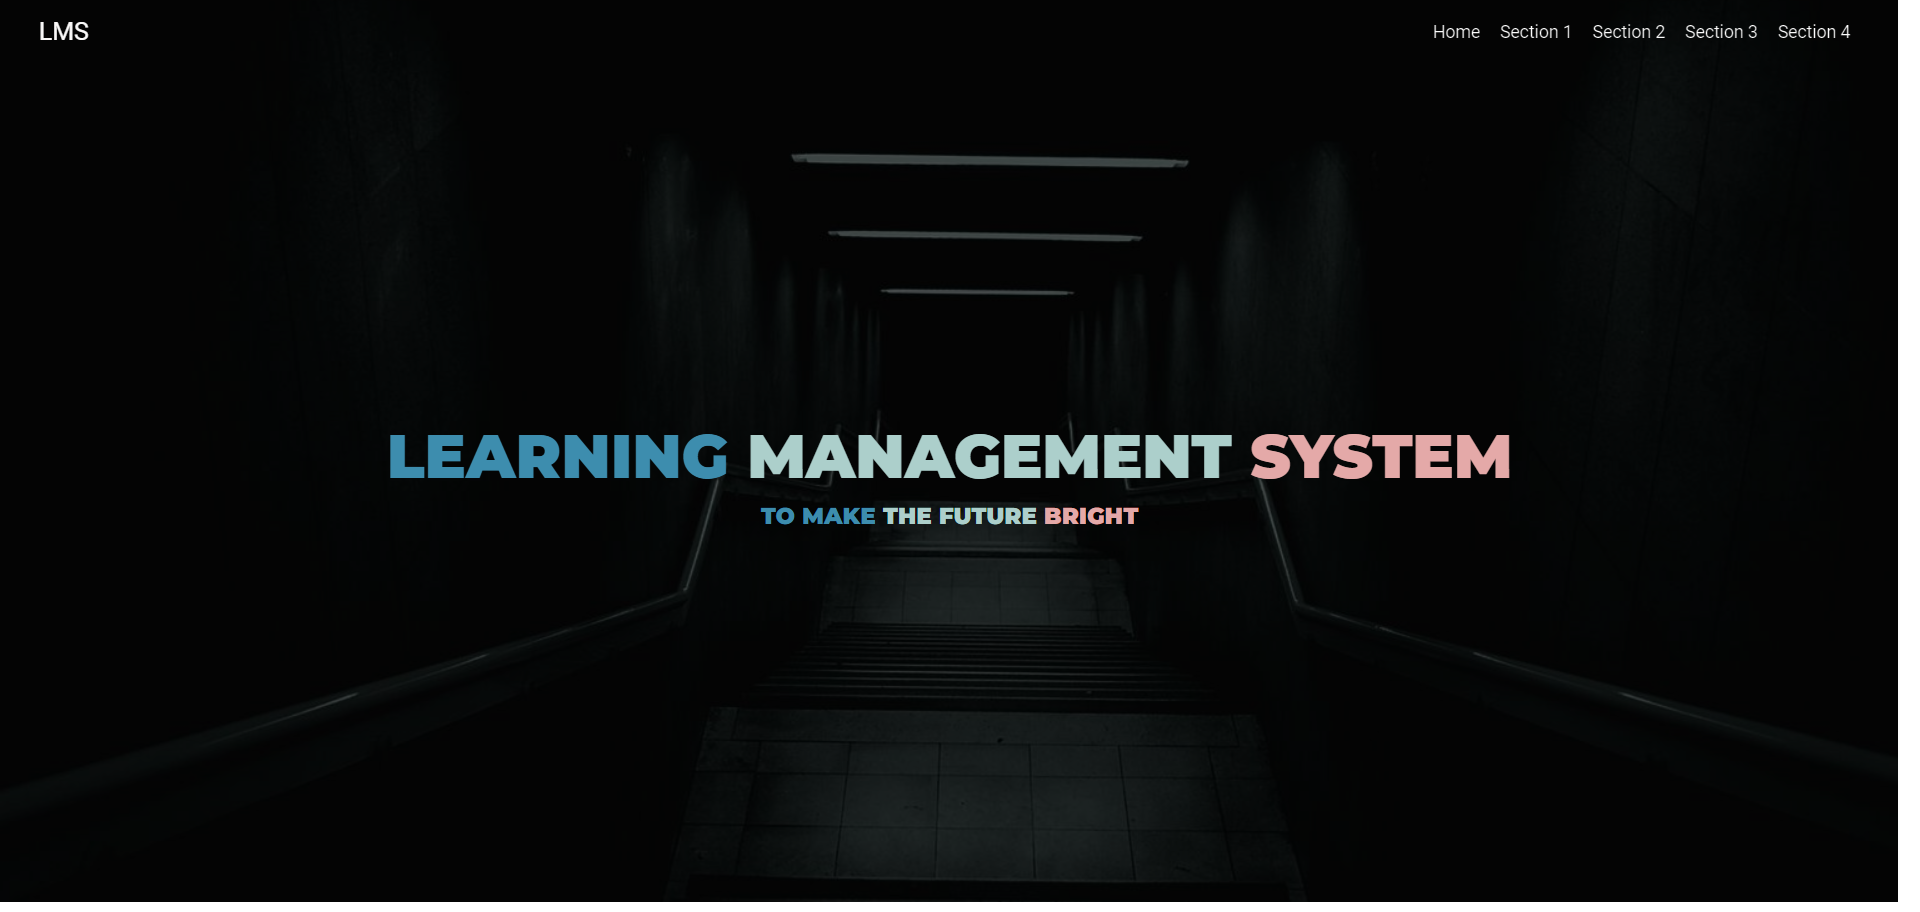 LMS
Home Section 1 Section 2 Section 3 Section 4
LEARNING MANAGEMENT SYSTEM
TO MAKE THE FUTURE BRIGHT